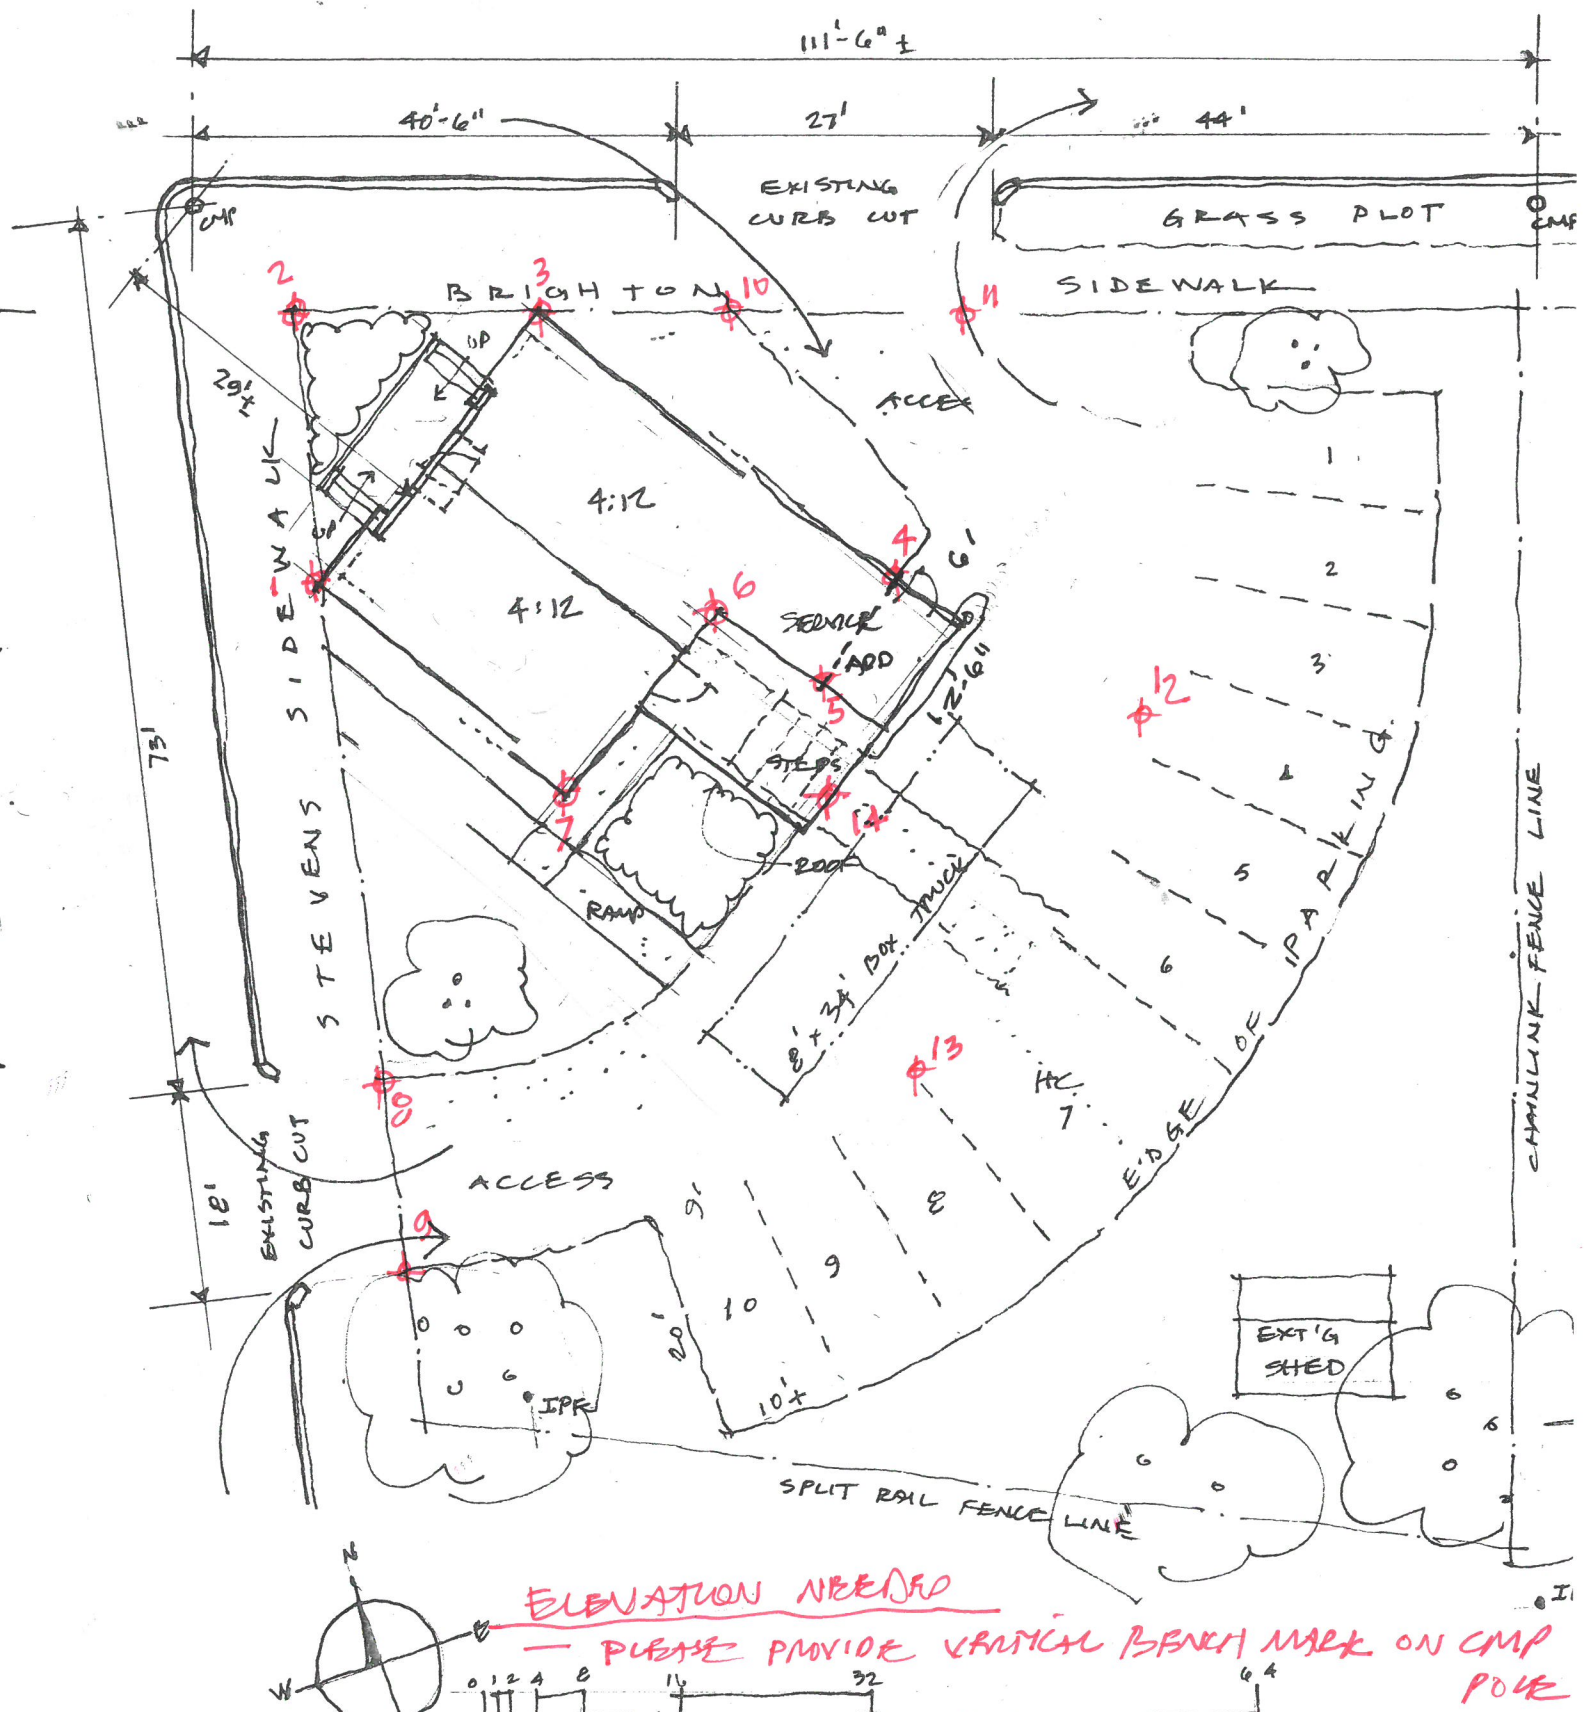 111'-6" ±
40'-6"
27'
44'
EXISTING
CURB CUT
CMP
GRASS PLOT
CMP
SIDEWALK
BRIGHTON
2
3
10
11
UP
29'±
ACCES
1
4:12
2
4
6'
UP
4:12
6
SERVICE
ADD
3
5
12'-6"
12
SIDEWALK
STEVENS
73'
STEPS
4
7
14
ROOF
5
RAMP
8' x 34' BOX TRUCK
6
EDGE OF PARKING
CHAINLINK FENCE LINE
13
HC
7
8
EXISTING
CURB CUT
18'
ACCESS
9'
8
9
9
10
20'
10'±
IPF
EXT'G
SHED
SPLIT RAIL FENCE LINE
N
ELEVATION NEEDED
— PLEASE PROVIDE VERTICAL BENCH MARK ON CMP
POLE
0 1 2 4 8 16 32 64